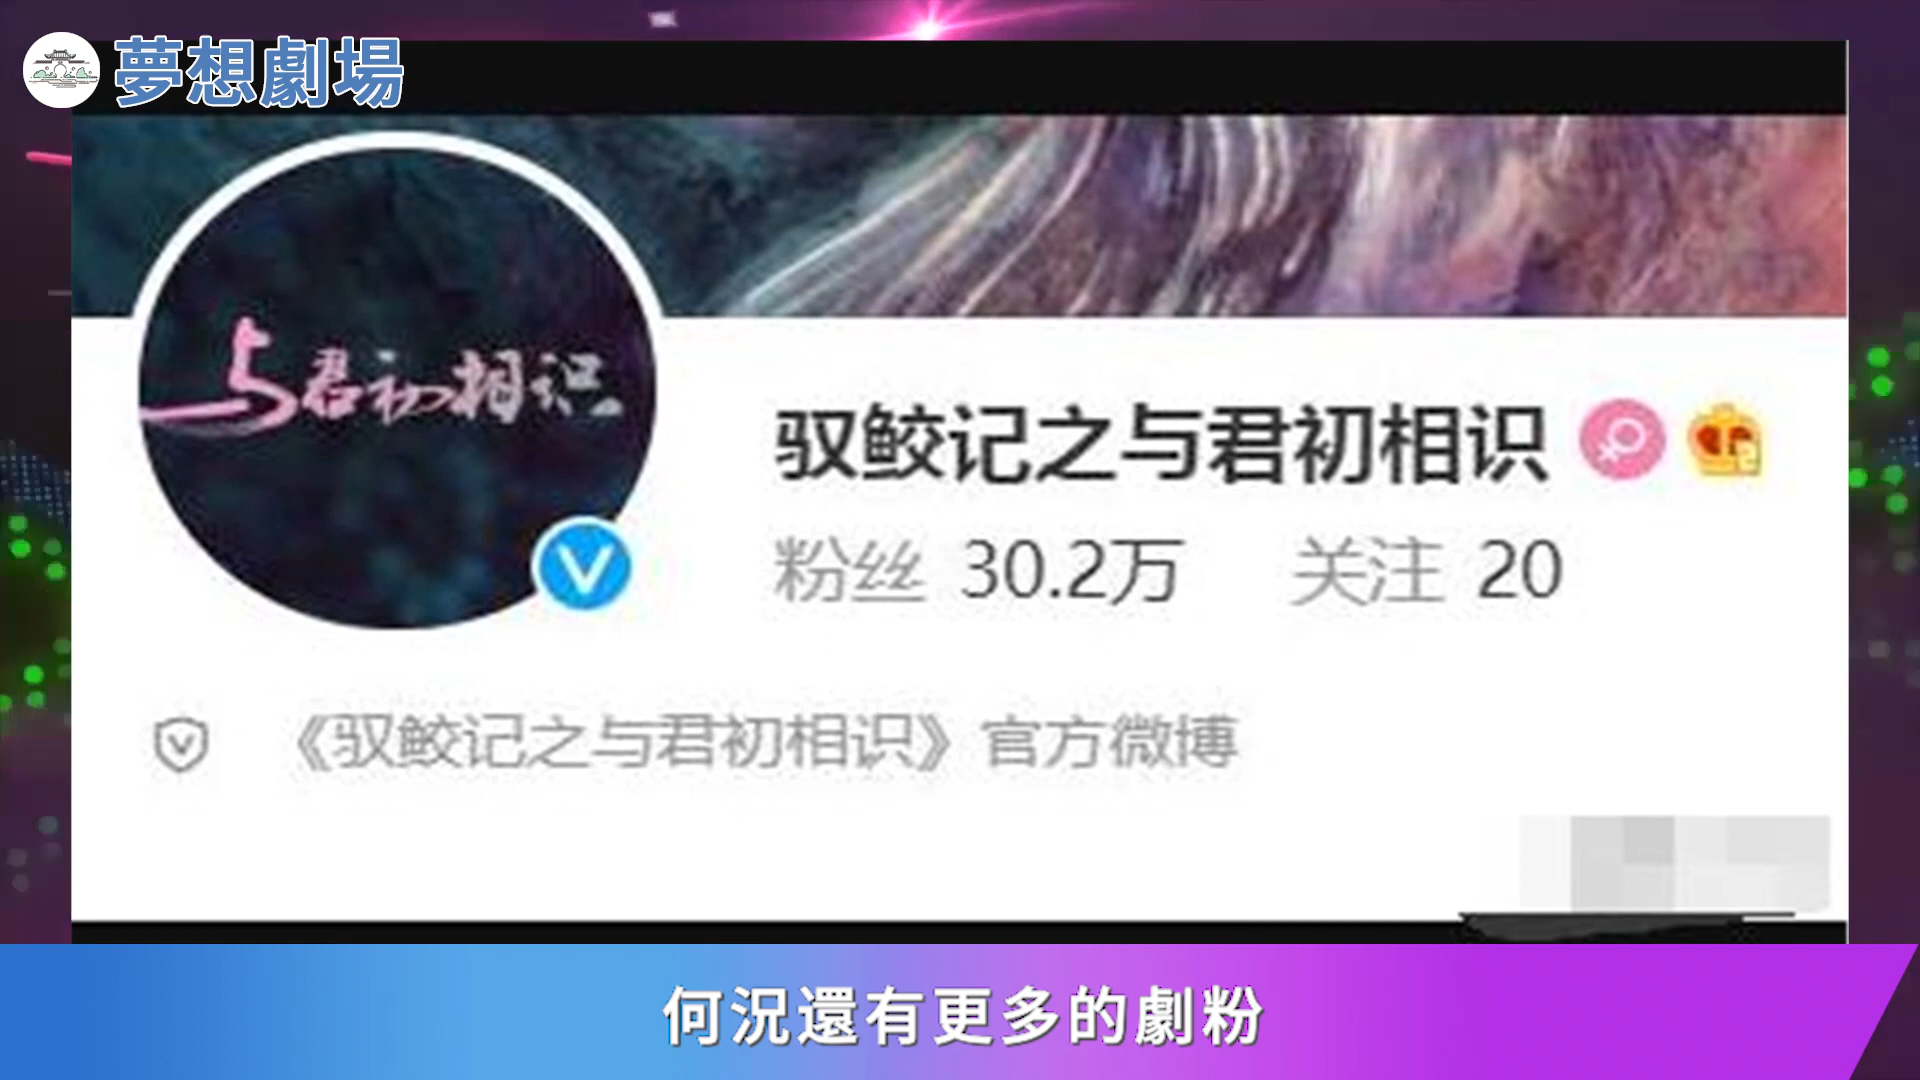 夢想劇場
与君初相识
驭鲛记之与君初相识
粉丝 30.2万 关注 20
《驭鲛记之与君初相识》官方微博
何況還有更多的劇粉